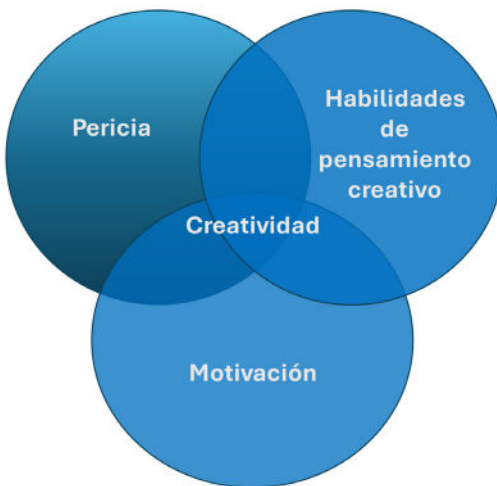 Pericia
Habilidades
de
pensamiento
creativo
Creatividad
Motivación